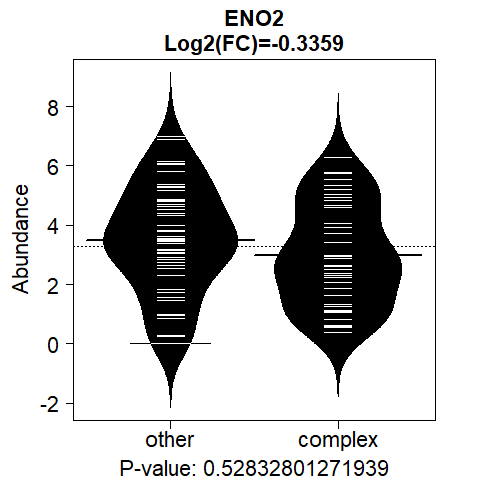 ENO2
Log2(FC)=-0.3359
Abundance
8
6
4
2
0
-2
other complex
P-value: 0.52832801271939